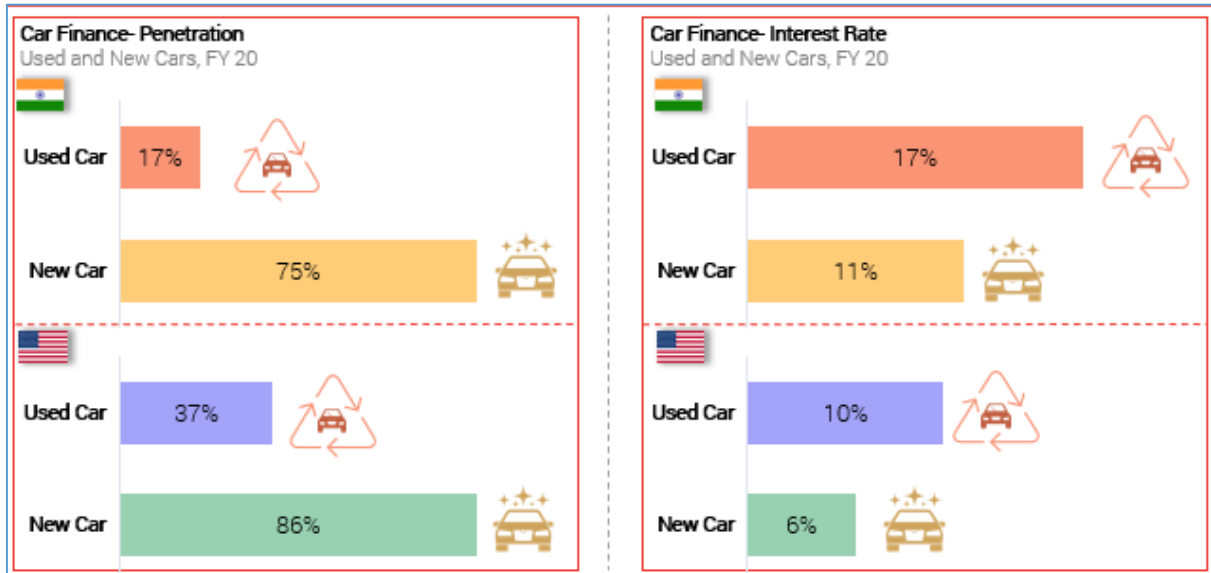 Car Finance- Penetration
Used and New Cars, FY 20
Used Car 17%
New Car 75%
Used Car 37%
New Car 86%
Car Finance- Interest Rate
Used and New Cars, FY 20
Used Car 17%
New Car 11%
Used Car 10%
New Car 6%